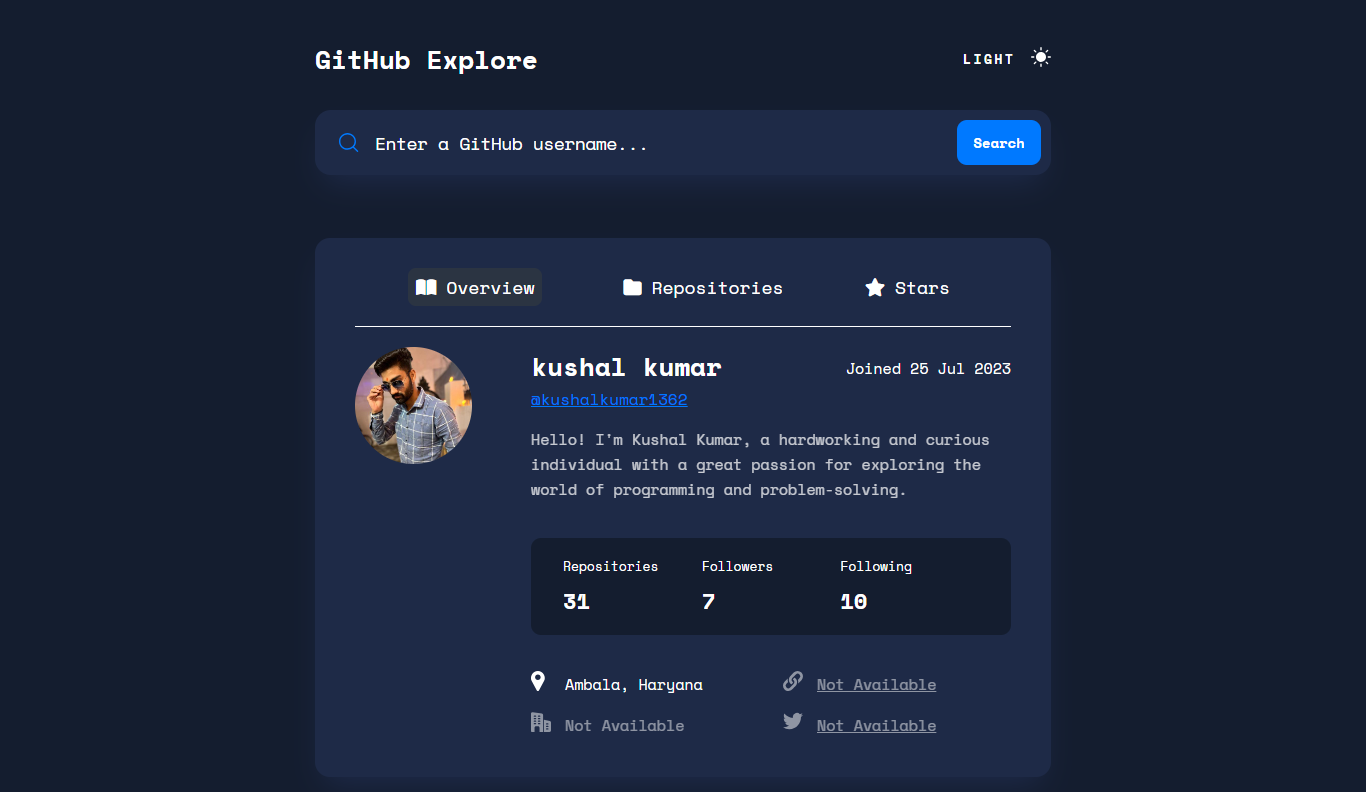 GitHub Explore
LIGHT
Enter a GitHub username...
Search
Overview
Repositories
Stars
kushal kumar
Joined 25 Jul 2023
@kushalkumar1362
Hello! I'm Kushal Kumar, a hardworking and curious
individual with a great passion for exploring the
world of programming and problem-solving.
Repositories
Followers
Following
31
7
10
Ambala, Haryana
Not Available
Not Available
Not Available